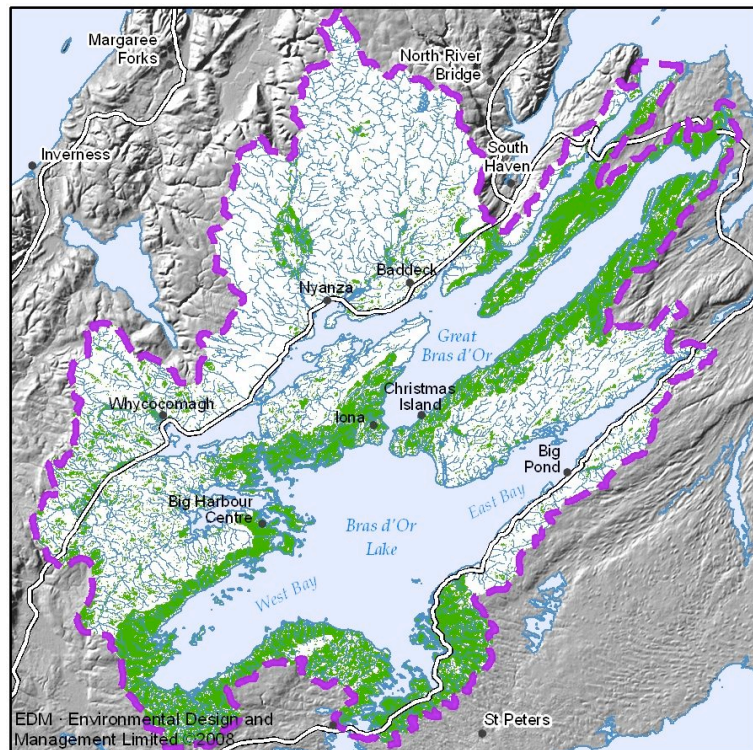 Margaree
Forks
North River
Bridge
Inverness
South
Haven
Baddeck
Nyanza
Great
Bras d'Or
Christmas
Island
Whycocomagh
Iona
Big
Pond
East Bay
Big Harbour
Centre
Bras d'Or
Lake
West Bay
St Peters
EDM · Environmental Design and
Management Limited ©2008